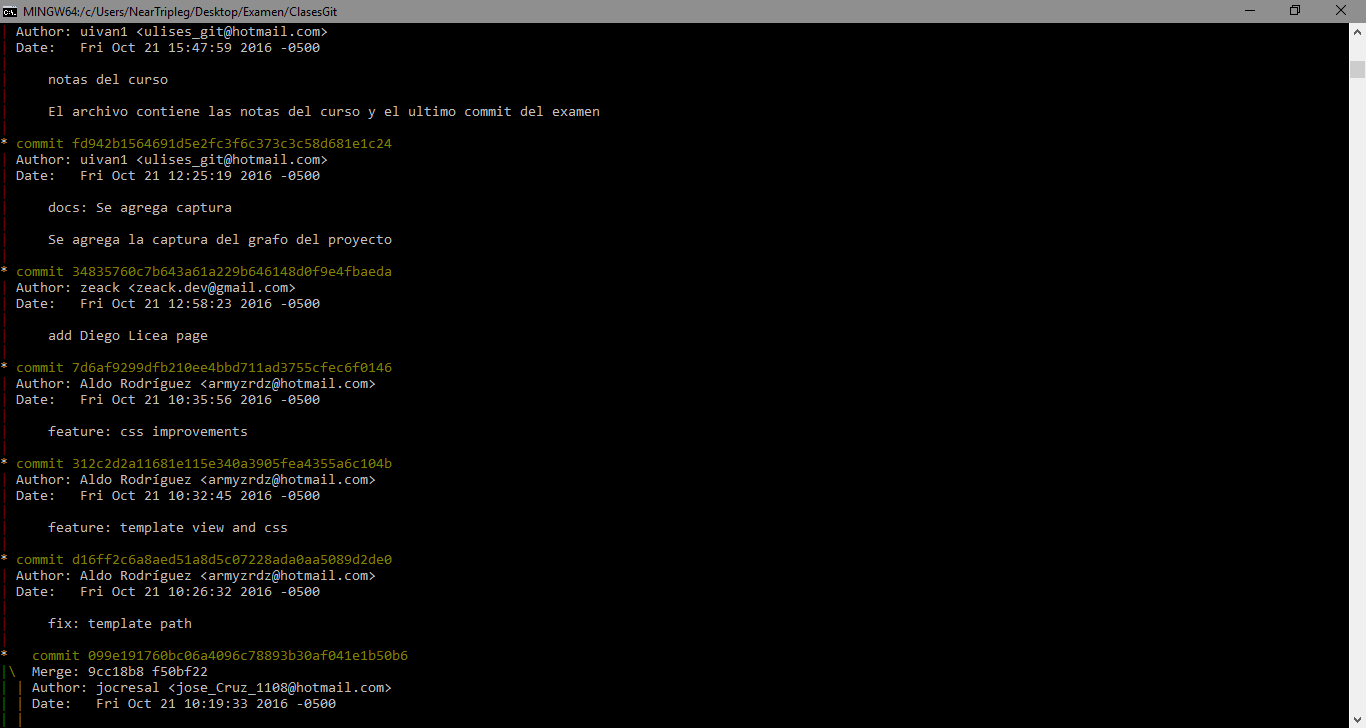 MINGW64:/c/Users/NearTripleg/Desktop/Examen/ClasesGit
Author: uivan1 <ulises_git@hotmail.com>
Date:   Fri Oct 21 15:47:59 2016 -0500
notas del curso
El archivo contiene las notas del curso y el ultimo commit del examen
* commit fd942b1564691d5e2fc3f6c373c3c58d681e1c24
Author: uivan1 <ulises_git@hotmail.com>
Date:   Fri Oct 21 12:25:19 2016 -0500
docs: Se agrega captura
Se agrega la captura del grafo del proyecto
* commit 34835760c7b643a61a229b646148d0f9e4fbaeda
Author: zeack <zeack.dev@gmail.com>
Date:   Fri Oct 21 12:58:23 2016 -0500
add Diego Licea page
* commit 7d6af9299dfb210ee4bbd711ad3755cfec6f0146
Author: Aldo Rodríguez <armyzrdz@hotmail.com>
Date:   Fri Oct 21 10:35:56 2016 -0500
feature: css improvements
* commit 312c2d2a11681e115e340a3905fea4355a6c104b
Author: Aldo Rodríguez <armyzrdz@hotmail.com>
Date:   Fri Oct 21 10:32:45 2016 -0500
feature: template view and css
* commit d16ff2c6a8aed51a8d5c07228ada0aa5089d2de0
Author: Aldo Rodríguez <armyzrdz@hotmail.com>
Date:   Fri Oct 21 10:26:32 2016 -0500
fix: template path
*   commit 099e191760bc06a4096c78893b30af041e1b50b6
|\  Merge: 9cc18b8 f50bf22
| | Author: jocresal <jose_Cruz_1108@hotmail.com>
| | Date:   Fri Oct 21 10:19:33 2016 -0500